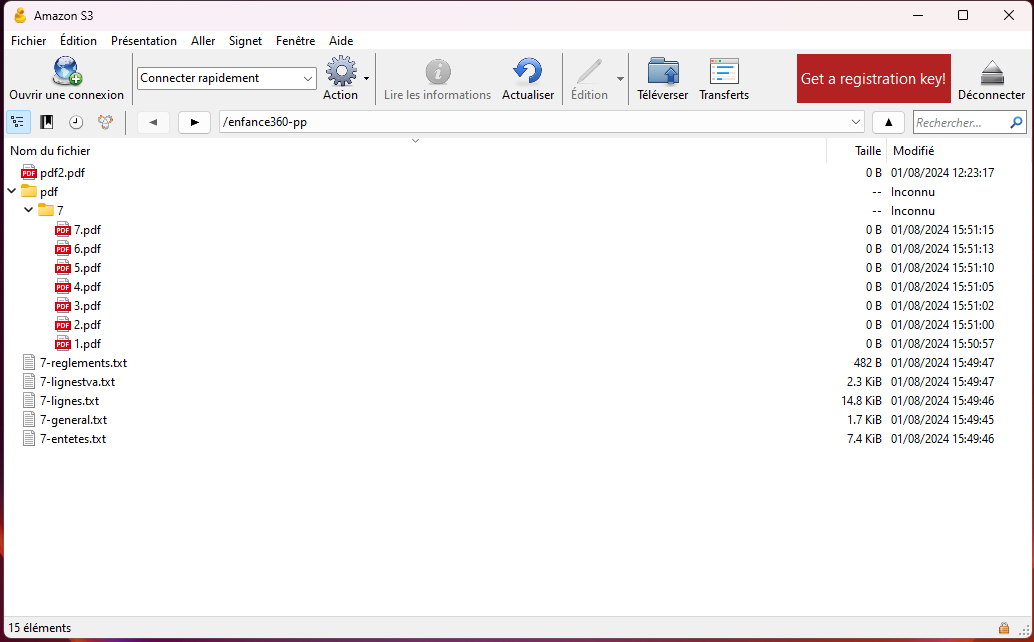 Amazon S3
Fichier Édition Présentation Aller Signet Fenêtre Aide
Ouvrir une connexion Connecter rapidement Action Lire les informations Actualiser Édition Téléverser Transferts Get a registration key! Déconnecter
/enfance360-pp Rechercher...
Nom du fichier Taille Modifié
PDF pdf2.pdf 0 B 01/08/2024 12:23:17
pdf -- Inconnu
7 -- Inconnu
PDF 7.pdf 0 B 01/08/2024 15:51:15
PDF 6.pdf 0 B 01/08/2024 15:51:13
PDF 5.pdf 0 B 01/08/2024 15:51:10
PDF 4.pdf 0 B 01/08/2024 15:51:05
PDF 3.pdf 0 B 01/08/2024 15:51:02
PDF 2.pdf 0 B 01/08/2024 15:51:00
PDF 1.pdf 0 B 01/08/2024 15:50:57
7-reglements.txt 482 B 01/08/2024 15:49:47
7-lignestva.txt 2.3 KiB 01/08/2024 15:49:47
7-lignes.txt 14.8 KiB 01/08/2024 15:49:46
7-general.txt 1.7 KiB 01/08/2024 15:49:45
7-entetes.txt 7.4 KiB 01/08/2024 15:49:46
15 éléments